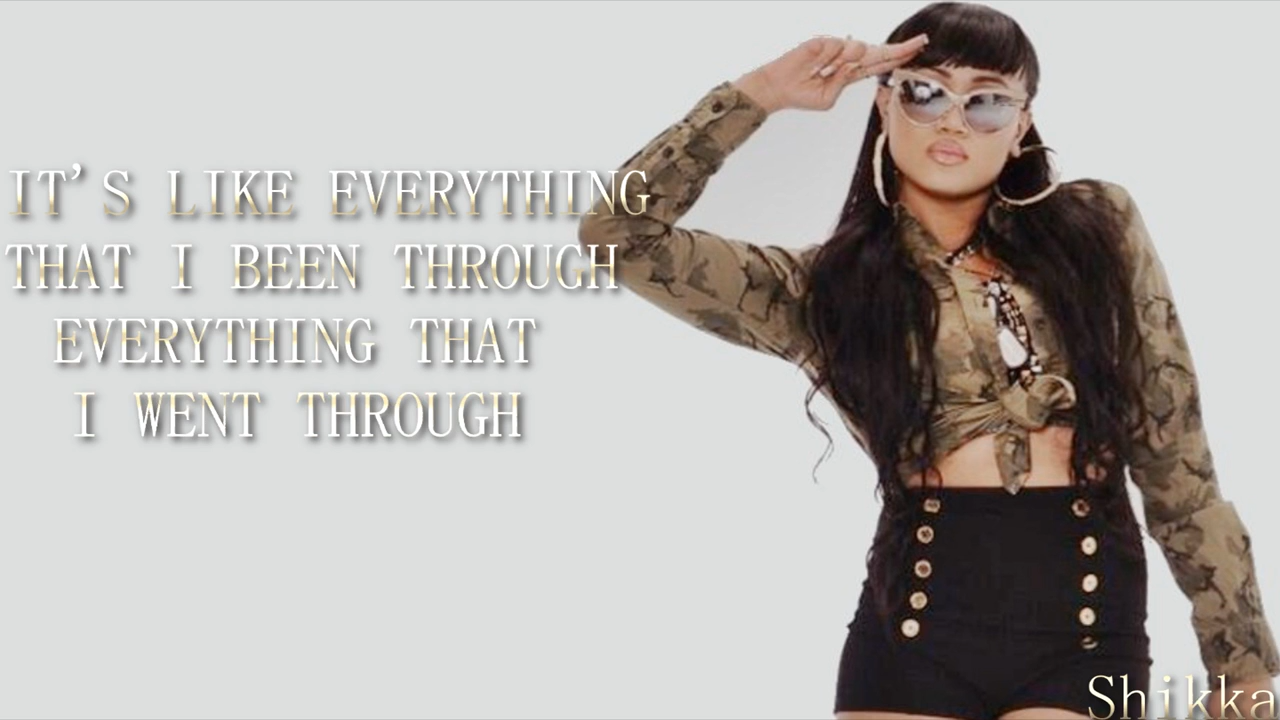 IT'S LIKE EVERYTHING
THAT I BEEN THROUGH
EVERYTHING THAT
I WENT THROUGH
Shikka